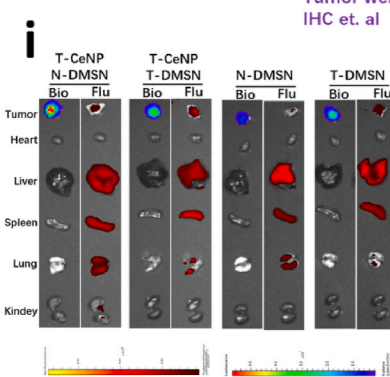 Tumor wei
IHC et. al
i
T-CeNP T-CeNP
N-DMSN T-DMSN N-DMSN T-DMSN
Bio Flu Bio Flu Bio Flu Bio Flu
Tumor
Heart
Liver
Spleen
Lung
Kindey